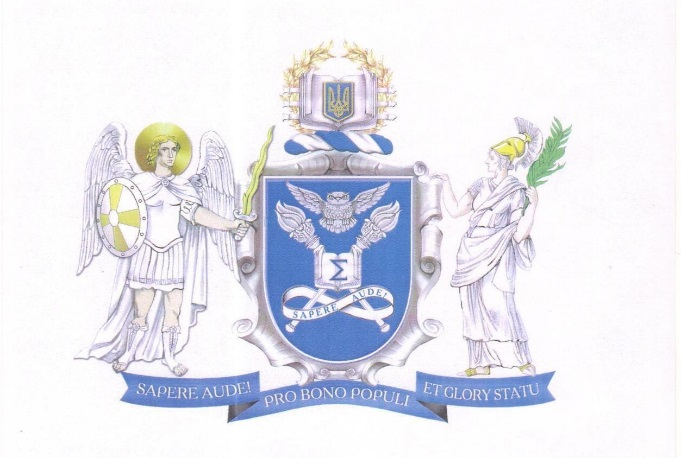 Σ
SAPERE AUDE!
SAPERE AUDE! PRO BONO POPULI ET GLORY STATU